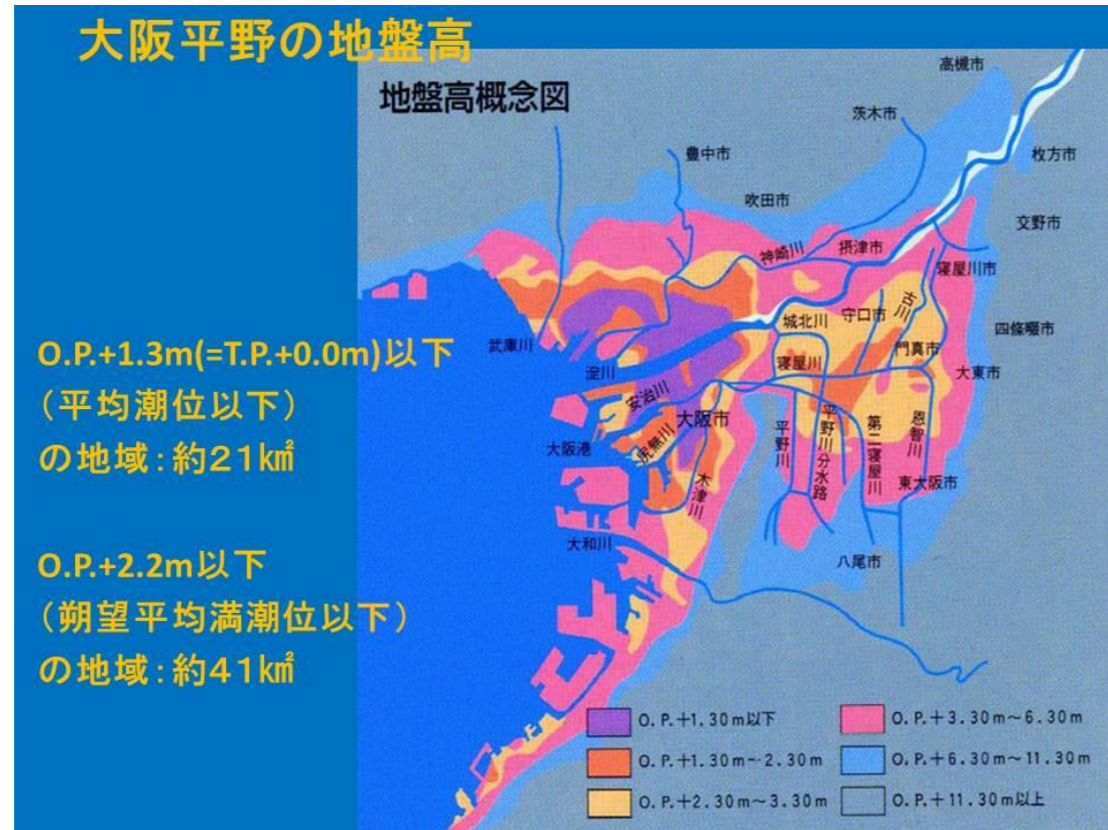 大阪平野の地盤高
地盤高概念図
高槻市
茨木市
豊中市
枚方市
吹田市
交野市
神崎川
摂津市
寝屋川市
古川
城北川
守口市
四條畷市
武庫川
門真市
寝屋川
淀川
大東市
安治川
大阪市
平野川
平野川分水路
第二寝屋川
恩智川
大阪港
尻無川
東大阪市
木津川
大和川
八尾市
O.P.+1.3m(=T.P.+0.0m)以下
（平均潮位以下）
の地域：約２１㎢
O.P.+2.2m以下
（朔望平均満潮位以下）
の地域：約４１㎢
O.P.+1.30m以下
O.P.+1.30m~2.30m
O.P.+2.30m~3.30m
O.P.+3.30m~6.30m
O.P.+6.30m~11.30m
O.P.+11.30m以上